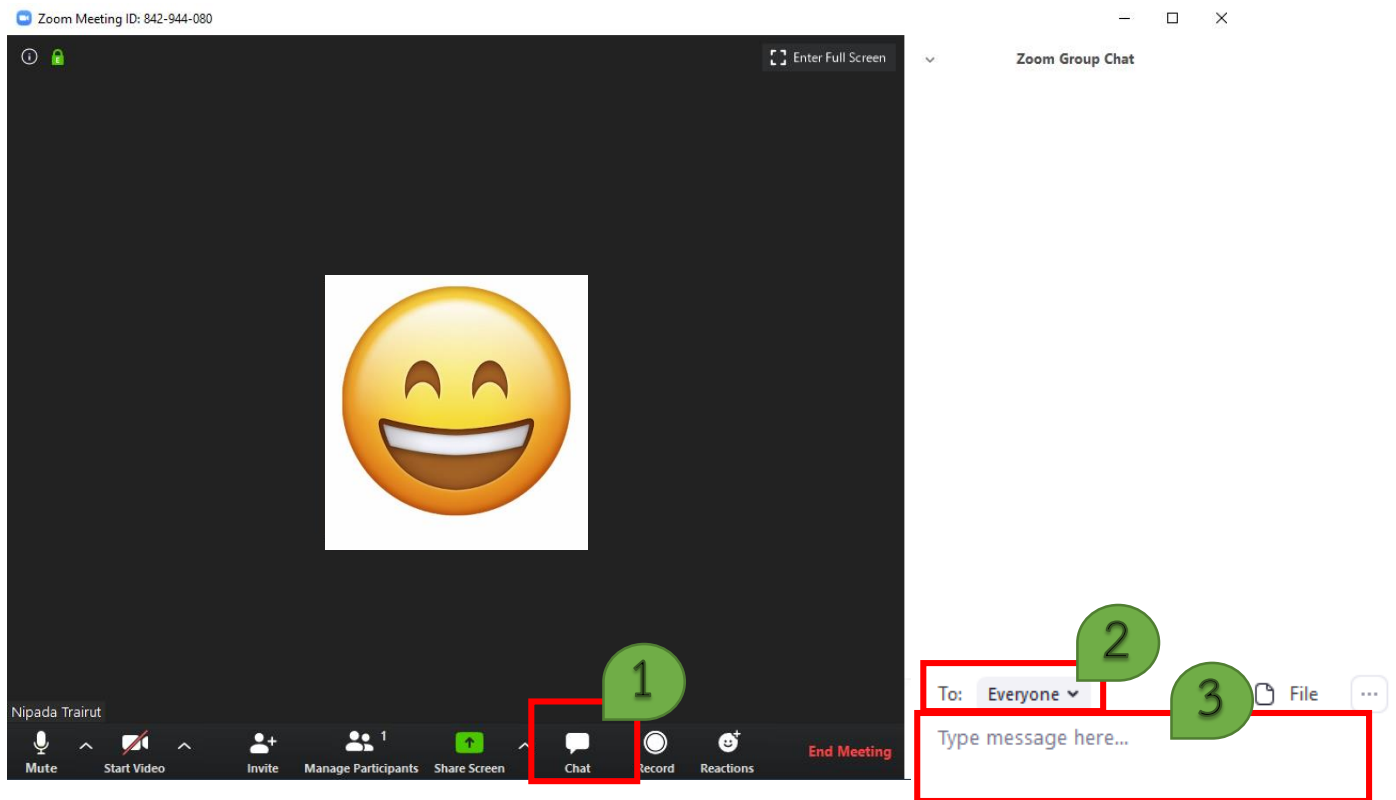 Zoom Meeting ID: 842-944-080
Enter Full Screen
Zoom Group Chat
1
2
3
To: Everyone
File
Type message here...
Nipada Trairut
Mute
Start Video
Invite
1
Manage Participants
Share Screen
Chat
Record
Reactions
End Meeting